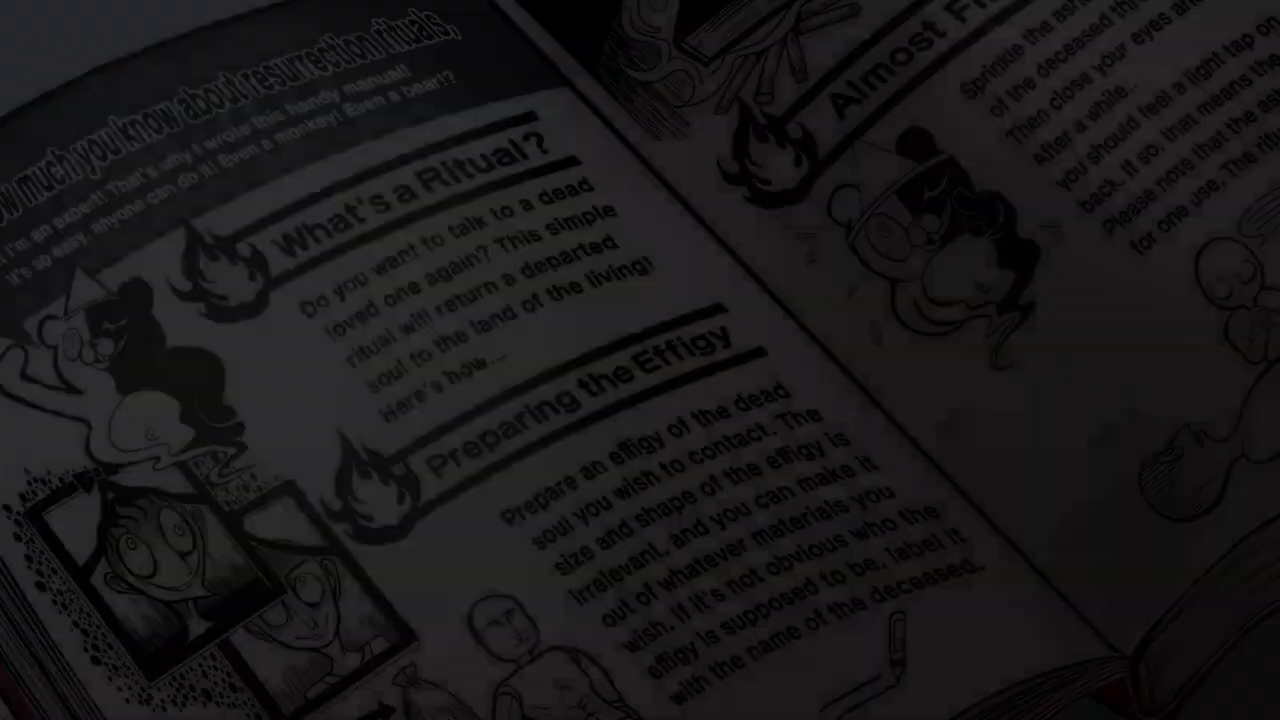 w much you know about resurrection rituals,
I'm an expert! That's why I wrote this handy manual!
It's so easy, anyone can do it! Even a monkey! Even a bear!?
What's a Ritual?
Do you want to talk to a dead
loved one again? This simple
ritual will return a departed
soul to the land of the living!
Here's how...
Preparing the Effigy
Prepare an effigy of the dead
soul you wish to contact. The
size and shape of the effigy is
irrelevant, and you can make it
out of whatever materials you
wish. If it's not obvious who the
effigy is supposed to be, label it
with the name of the deceased.
Almost
Sprinkle the
of the deceased
Then close your eyes
After a while...
you should feel a light tap on
back. If so, that means the
Please note that the
for one use. The